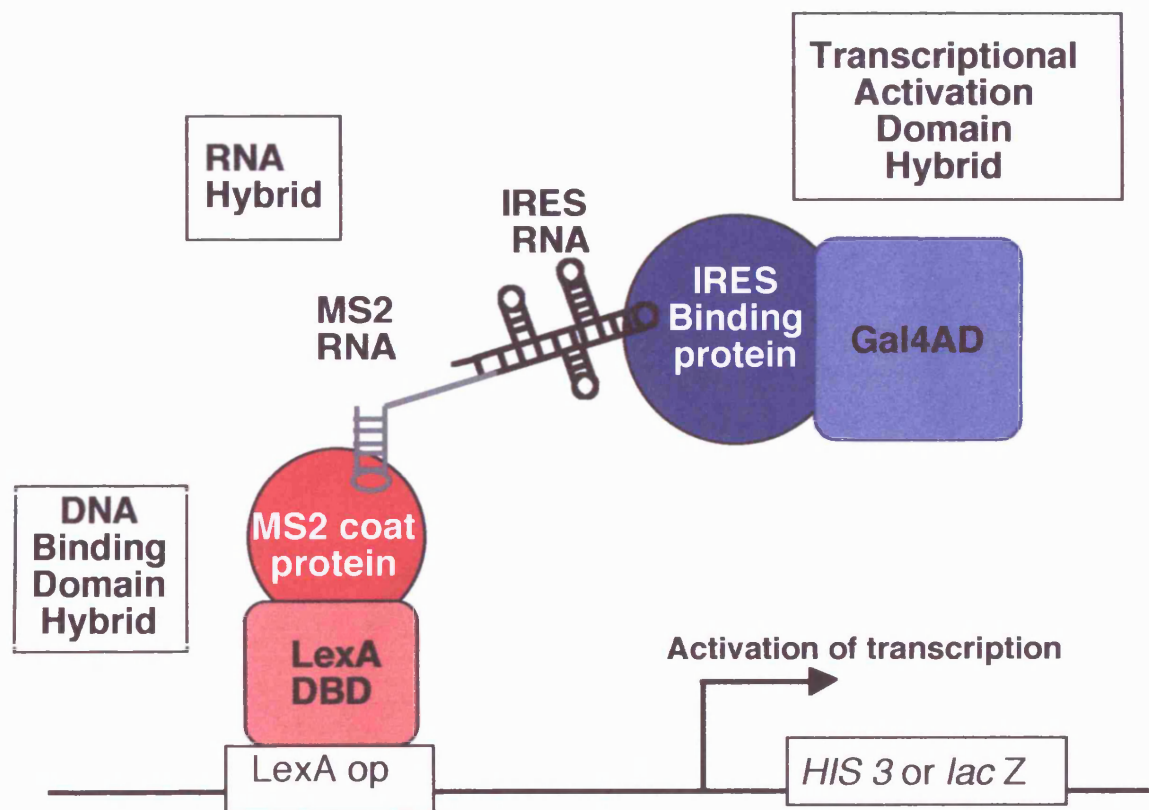 Transcriptional
Activation
Domain
Hybrid
RNA
Hybrid
IRES
RNA
MS2
RNA
IRES
Binding
protein
Gal4AD
DNA
Binding
Domain
Hybrid
MS2 coat
protein
LexA
DBD
Activation of transcription
LexA op
HIS 3 or lac Z